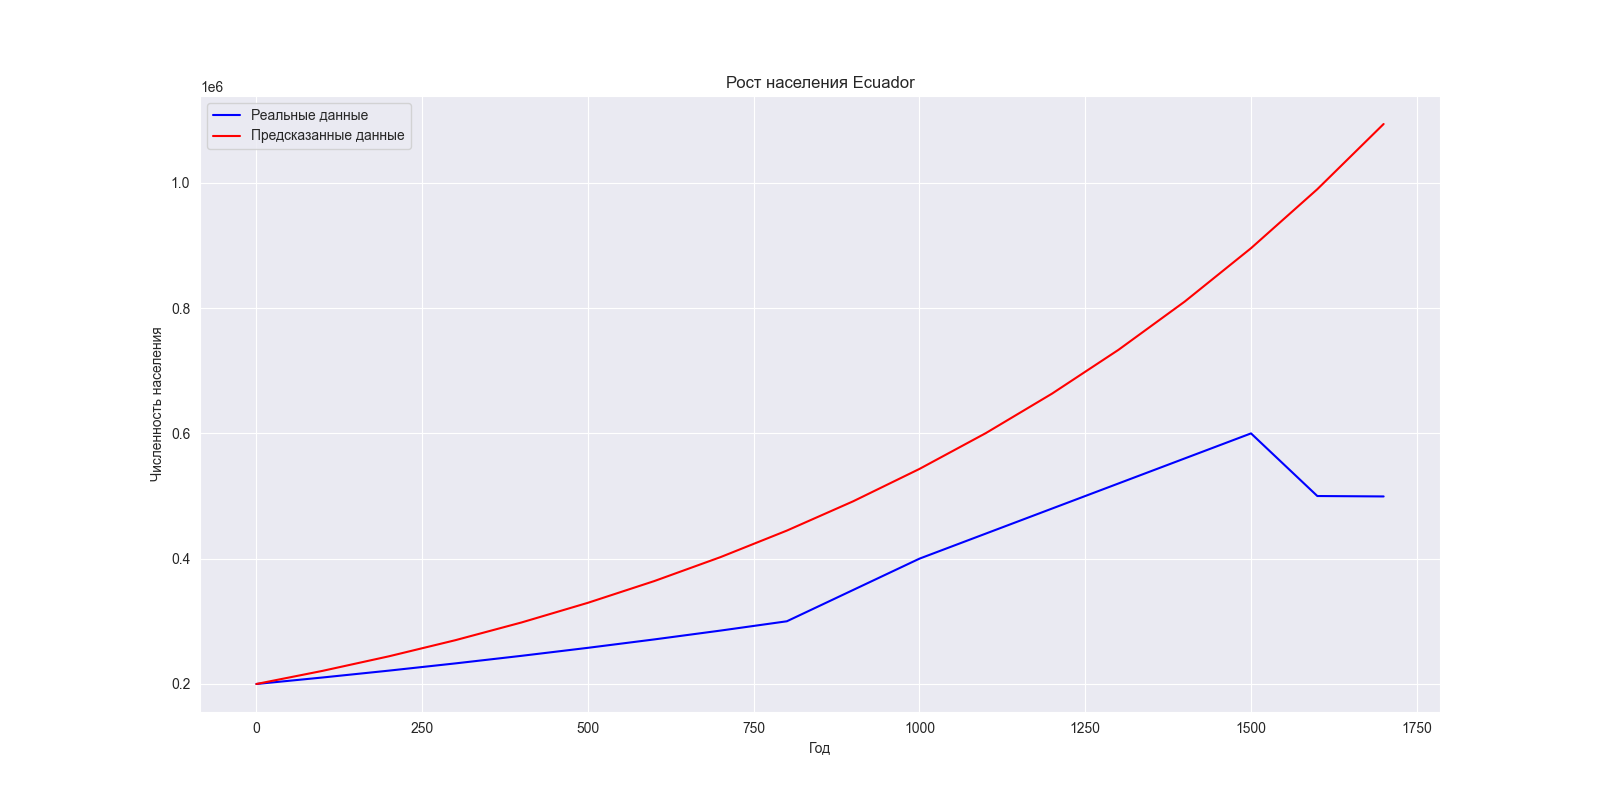 Рост населения Ecuador
1e6
Реальные данные
Предсказанные данные
1.0
0.8
0.6
0.4
0.2
Численность населения
0 250 500 750 1000 1250 1500 1750
Год